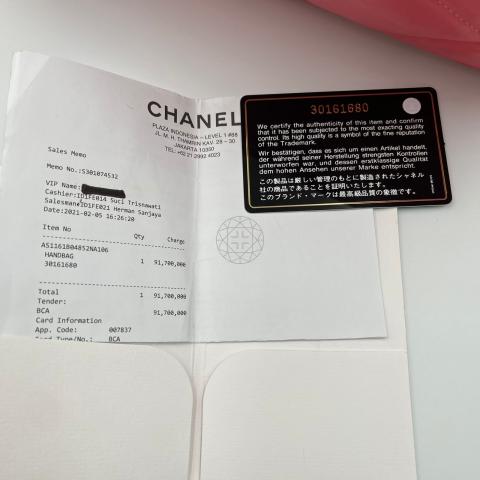 CHANEL
PLAZA INDONESIA – LEVEL 1 #68
JL. M. H. THAMRIN KAV. 28 – 30
JAKARTA 10350
TEL. +62 21 2992 4023
Sales Memo
Memo No.:S301074532
VIP Name:
Cashier:ID1FE014 Suci Trisnawati
Salesman:ID1FE021 Herman Sanjaya
Date:2021-02-05 16:26:20
Item No Qty Charge
AS1161B04852NA106
HANDBAG 1 91,700,000
30161680
Total 1 91,700,000
Tender:
BCA 91,700,000
Card Information
App. Code: 007837
Card Type/No.: BCA
30161680
We certify the authenticity of this item and confirm
that it has been subjected to the most exacting quality
control. Its high quality is a symbol of the fine reputation
of the Trademark.
Wir bestätigen, dass es sich um einen Artikel handelt,
der während seiner Herstellung strengsten Kontrollen
unterworfen war, und dessen erstklassige Qualität
dem hohen Ansehen unserer Marke entspricht.
この製品は厳しい管理のもとに製造されたシャネル
社の商品であることを証明いたします。
このブランド・マークは最高級品質の象徴です。